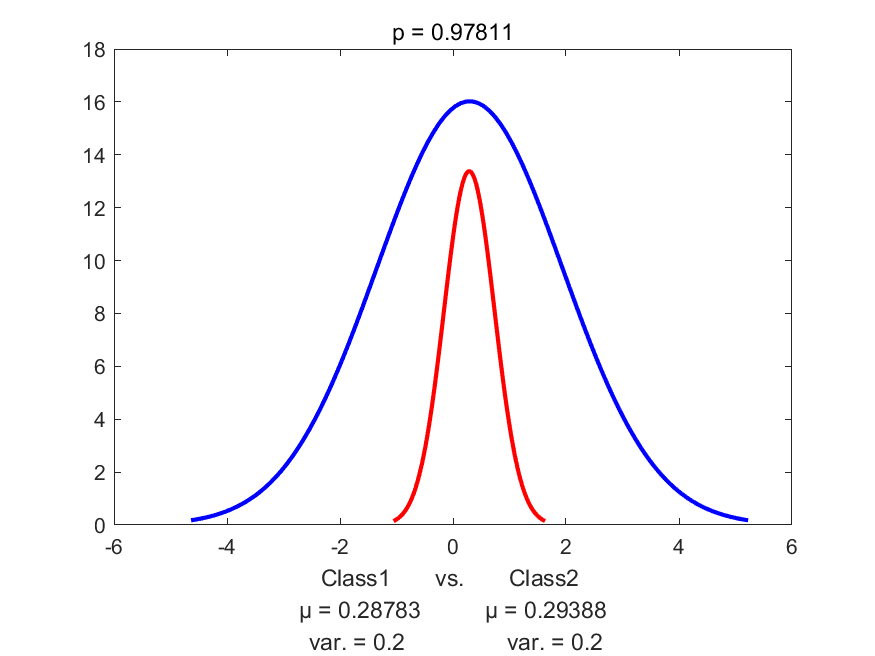 p = 0.97811
18
16
14
12
10
8
6
4
2
0
-6 -4 -2 0 2 4 6
Class1 vs. Class2
μ = 0.28783 μ = 0.29388
var. = 0.2 var. = 0.2